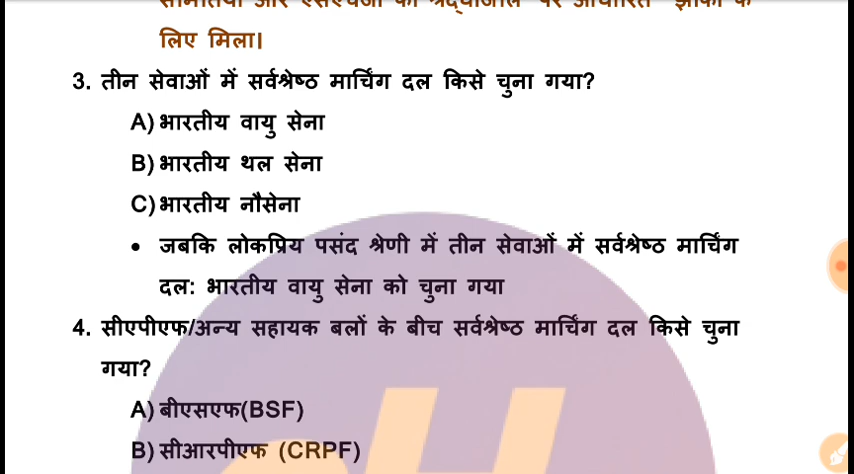 लिए मिला।
3. तीन सेवाओं में सर्वश्रेष्ठ मार्चिंग दल किसे चुना गया?
A) भारतीय वायु सेना
B) भारतीय थल सेना
C) भारतीय नौसेना
• जबकि लोकप्रिय पसंद श्रेणी में तीन सेवाओं में सर्वश्रेष्ठ मार्चिंग
दल: भारतीय वायु सेना को चुना गया
4. सीएपीएफ/अन्य सहायक बलों के बीच सर्वश्रेष्ठ मार्चिंग दल किसे चुना
गया?
A) बीएसएफ(BSF)
B) सीआरपीएफ (CRPF)